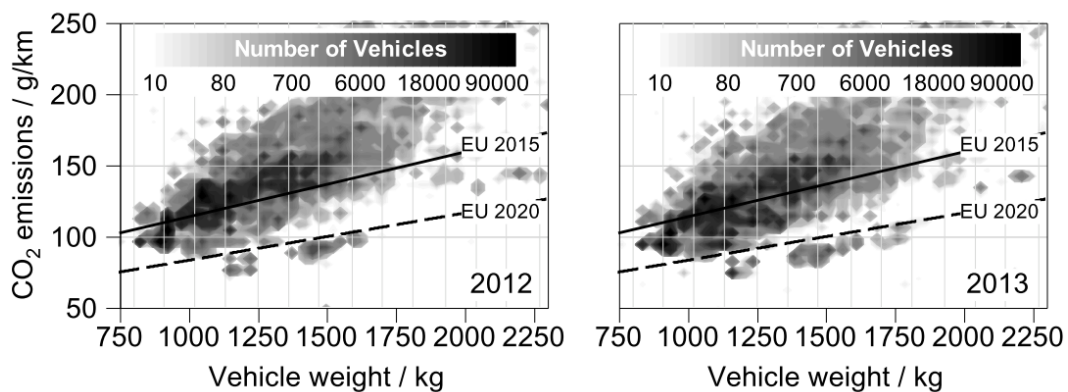 CO₂ emissions / g/km
250
200
150
100
50
Number of Vehicles
10 80 700 6000 18000 90000
EU 2015
EU 2020
2012
750 1000 1250 1500 1750 2000 2250
Vehicle weight / kg
Number of Vehicles
10 80 700 6000 18000 90000
EU 2015
EU 2020
2013
750 1000 1250 1500 1750 2000 2250
Vehicle weight / kg